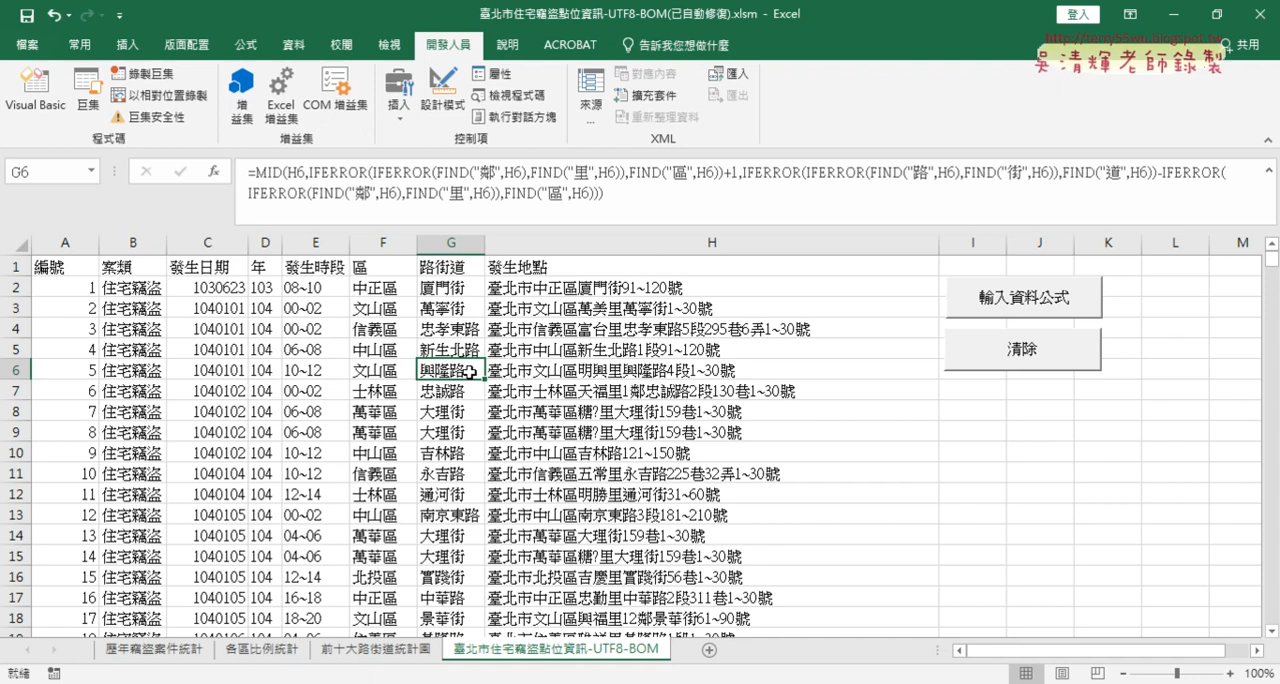 臺北市住宅竊盜點位資訊-UTF8-BOM(已自動修復).xlsm - Excel
登入
檔案 常用 插入 版面配置 公式 資料 校閱 檢視 開發人員 說明 ACROBAT 告訴我您想做什麼 共用
http://terry55wu.blogspot.tw
吳清輝老師錄製
Visual Basic 巨集 錄製巨集 以相對位置錄製 巨集安全性 程式碼
增益集 Excel 增益集 COM 增益集 增益集
插入 設計模式 屬性 檢視程式碼 執行對話方塊 控制項
來源... 對應內容 擴充套件 重新整理資料 匯入 匯出 XML
G6 fx =MID(H6,IFERROR(IFERROR(FIND("鄰",H6),FIND("里",H6)),FIND("區",H6))+1,IFERROR(IFERROR(FIND("路",H6),FIND("街",H6)),FIND("道",H6))-IFERROR(
IFERROR(FIND("鄰",H6),FIND("里",H6)),FIND("區",H6)))
A B C D E F G H I J K L M
1 編號 案類 發生日期 年 發生時段 區 路街道 發生地點
2 1 住宅竊盜 1030623 103 08~10 中正區 廈門街 臺北市中正區廈門街91~120號
3 2 住宅竊盜 1040101 104 00~02 文山區 萬寧街 臺北市文山區萬美里萬寧街1~30號
4 3 住宅竊盜 1040101 104 00~02 信義區 忠孝東路 臺北市信義區富台里忠孝東路5段295巷6弄1~30號
5 4 住宅竊盜 1040101 104 06~08 中山區 新生北路 臺北市中山區新生北路1段91~120號
6 5 住宅竊盜 1040101 104 10~12 文山區 興隆路 臺北市文山區明興里興隆路4段1~30號
7 6 住宅竊盜 1040102 104 00~02 士林區 忠誠路 臺北市士林區天福里1鄰忠誠路2段130巷1~30號
8 7 住宅竊盜 1040102 104 06~08 萬華區 大理街 臺北市萬華區糖?里大理街159巷1~30號
9 8 住宅竊盜 1040102 104 06~08 萬華區 大理街 臺北市萬華區糖?里大理街159巷1~30號
10 9 住宅竊盜 1040102 104 10~12 中山區 吉林路 臺北市中山區吉林路121~150號
11 10 住宅竊盜 1040104 104 10~12 信義區 永吉路 臺北市信義區五常里永吉路225巷32弄1~30號
12 11 住宅竊盜 1040104 104 12~14 士林區 通河街 臺北市士林區明勝里通河街31~60號
13 12 住宅竊盜 1040105 104 00~02 中山區 南京東路 臺北市中山區南京東路3段181~210號
14 13 住宅竊盜 1040105 104 04~06 萬華區 大理街 臺北市萬華區大理街159巷1~30號
15 14 住宅竊盜 1040105 104 04~06 萬華區 大理街 臺北市萬華區糖?里大理街159巷1~30號
16 15 住宅竊盜 1040105 104 12~14 北投區 實踐街 臺北市北投區吉慶里實踐街56巷1~30號
17 16 住宅竊盜 1040105 104 16~18 中正區 中華路 臺北市中正區忠勤里中華路2段311巷1~30號
18 17 住宅竊盜 1040105 104 18~20 文山區 景華街 臺北市文山區興福里12鄰景華街61~90號
輸入資料公式
清除
歷年竊盜案件統計 各區比例統計 前十大路街道統計圖 臺北市住宅竊盜點位資訊-UTF8-BOM
就緒 100%